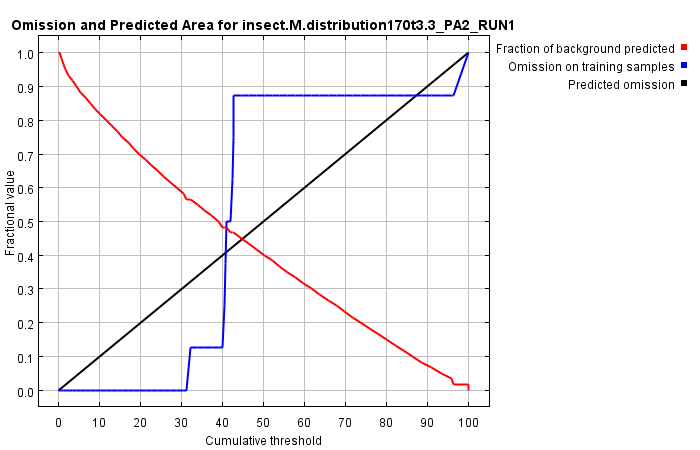 Omission and Predicted Area for insect.M.distribution170t3.3_PA2_RUN1
Fraction of background predicted
Omission on training samples
Predicted omission
Fractional value
1.0
0.9
0.8
0.7
0.6
0.5
0.4
0.3
0.2
0.1
0.0
0 10 20 30 40 50 60 70 80 90 100
Cumulative threshold